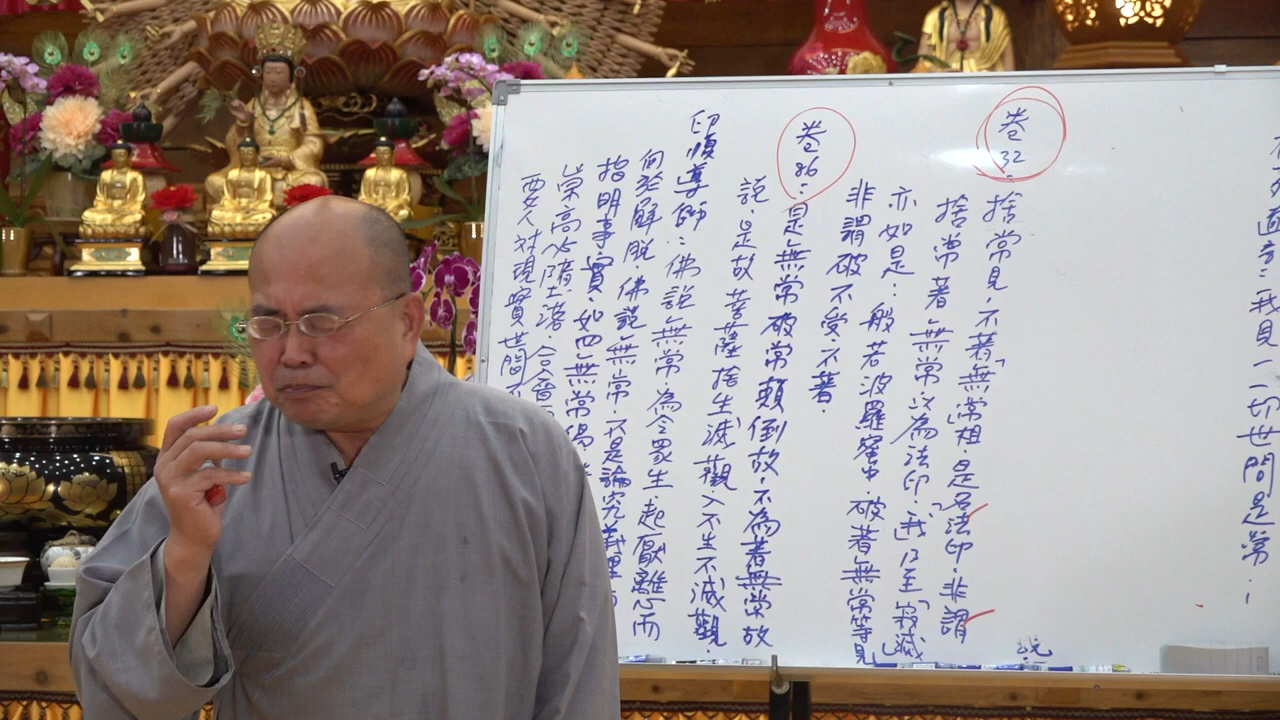 直言：我見一一切世間是常…
卷32：捨常見，不著「無常」相，是名法印，非謂
捨常著無常，以為法印，「我」乃至「寂滅」
亦如是：般若波羅蜜中，破著無常等見
非謂破不受、不著．
卷86：是無常破常顛倒故，不為著無常故
說，是故菩薩捨生滅觀，入不生不滅觀．
印順導師：佛說無常，為令眾生，起厭離心而
向於解脫，佛說無常，不是論究義理
指明事實，如四無常偈
崇高必墮落，合會
要人對現實世間